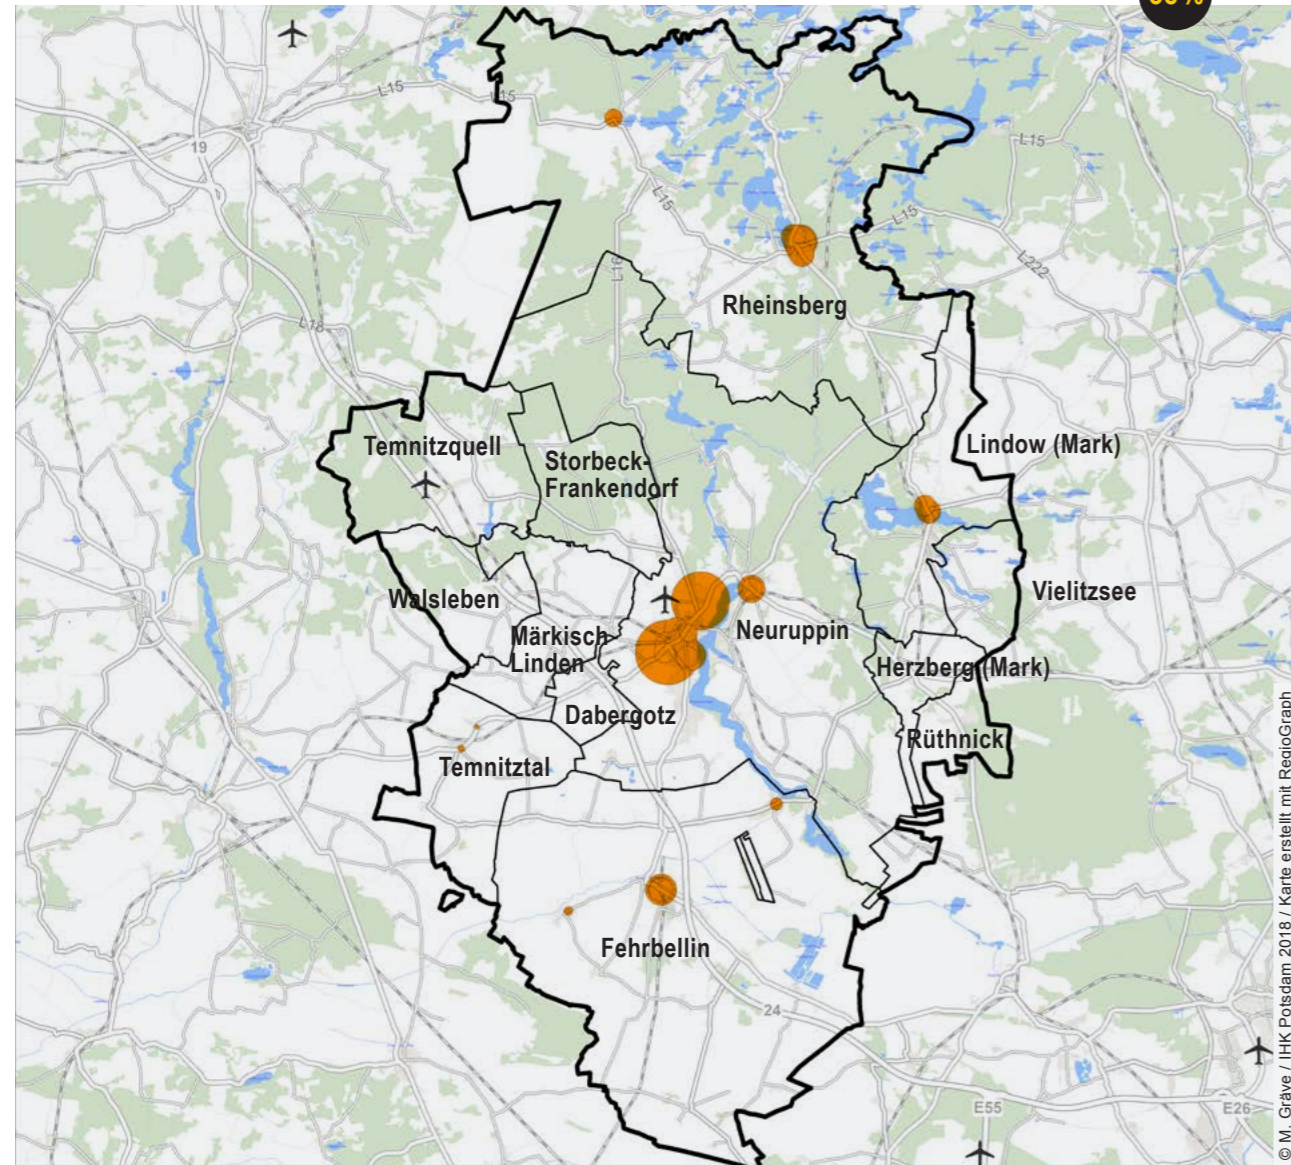 L15
L15
19
L15
L15
L15
L222
L16
Rheinsberg
L18
Temnitzquell
Storbeck-
Frankendorf
Lindow (Mark)
Walsleben
Vielitzsee
Märkisch
Linden
Neuruppin
Herzberg (Mark)
Dabergotz
Rüthnick
Temnitztal
Fehrbellin
24
E55
E26
© M. Gräve / IHK Potsdam 2018 / Karte erstellt mit RegioGraph